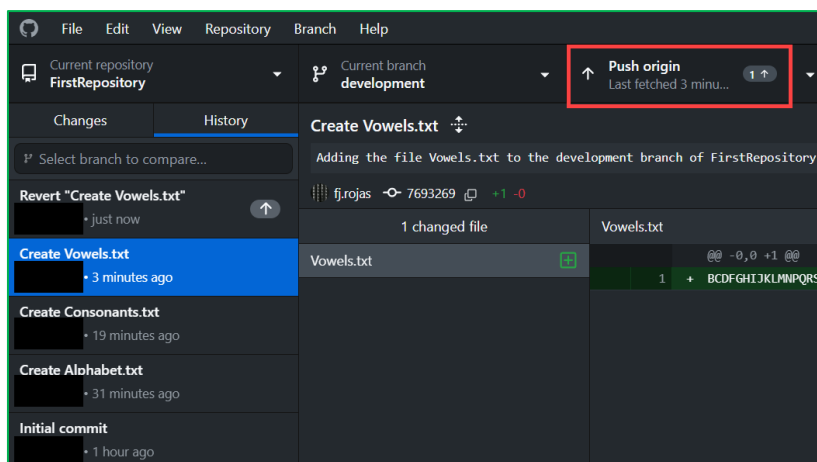 File Edit View Repository Branch Help
Current repository
FirstRepository
Current branch
development
Push origin
Last fetched 3 minu...
1
Changes History
Select branch to compare...
Revert "Create Vowels.txt"
• just now
Create Vowels.txt
• 3 minutes ago
Create Consonants.txt
• 19 minutes ago
Create Alphabet.txt
• 31 minutes ago
Initial commit
• 1 hour ago
Create Vowels.txt
Adding the file Vowels.txt to the development branch of FirstRepository
fj.rojas 7693269 +1 -0
1 changed file
Vowels.txt
Vowels.txt
@@ -0,0 +1 @@
1 + BCDFGHIJKLMNPQRS